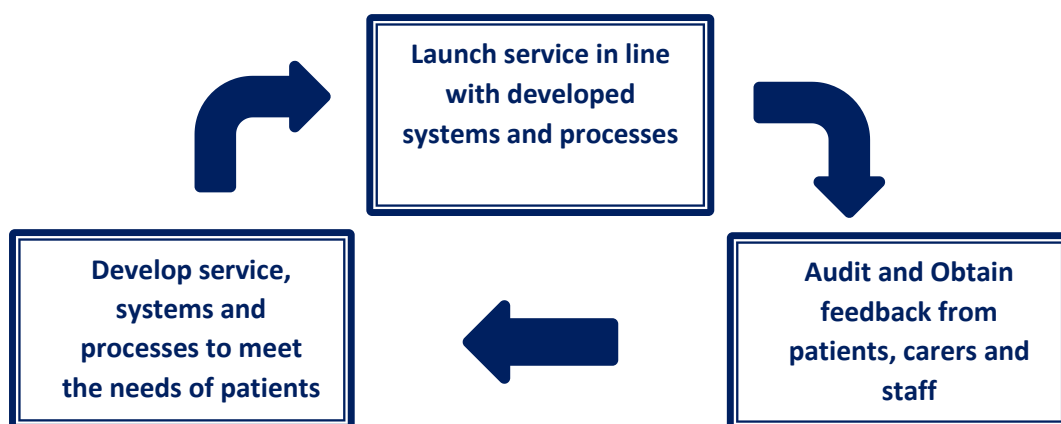 Launch service in line
with developed
systems and processes
Develop service,
systems and
processes to meet
the needs of patients
Audit and Obtain
feedback from
patients, carers and
staff